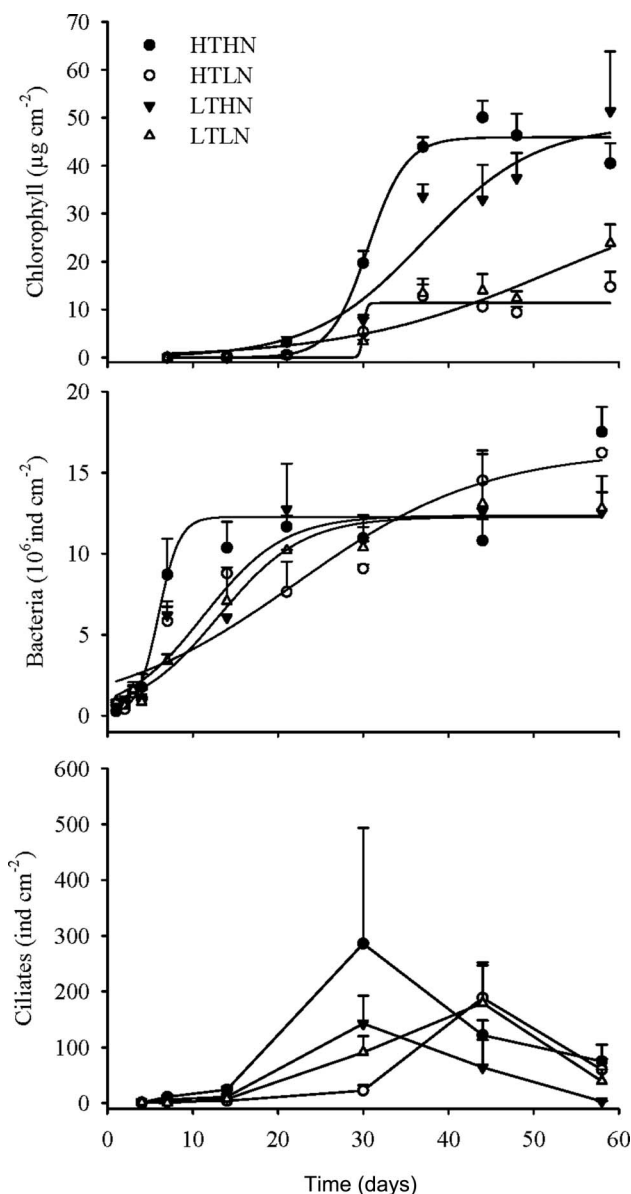 70
60
50
40
30
20
10
0
Chlorophyll (µg cm⁻²)
HTHN
HTLN
LTHN
LTLN
20
15
10
5
0
Bacteria (10⁶ind cm⁻²)
600
500
400
300
200
100
0
Ciliates (ind cm⁻²)
0 10 20 30 40 50 60
Time (days)